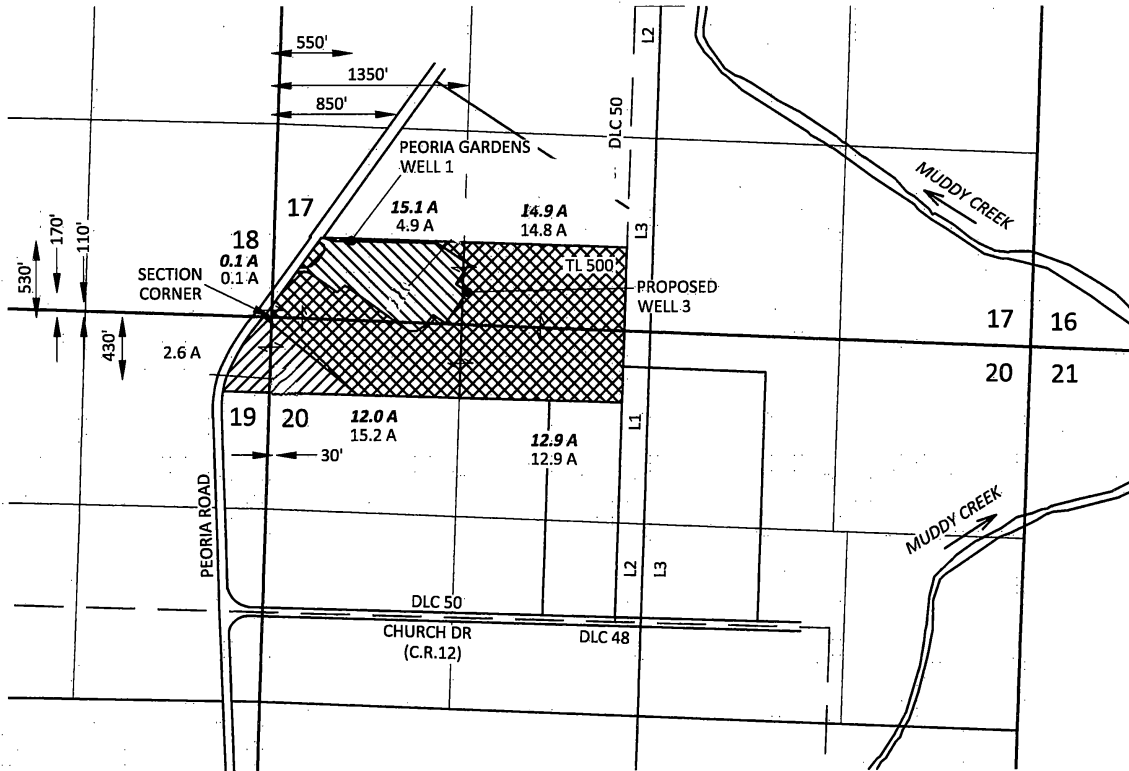 550'
1350'
850'
L2
DLC 50
PEORIA GARDENS
WELL 1
MUDDY CREEK
17
15.1 A
4.9 A
14.9 A
14.8 A
L3
18
0.1 A
0.1 A
170'
110'
530'
SECTION
CORNER
TL 500
PROPOSED
WELL 3
17
16
430'
2.6 A
20
21
19
20
12.0 A
15.2 A
12.9 A
12.9 A
L1
30'
PEORIA ROAD
MUDDY CREEK
L2
L3
DLC 50
CHURCH DR
(C.R.12)
DLC 48